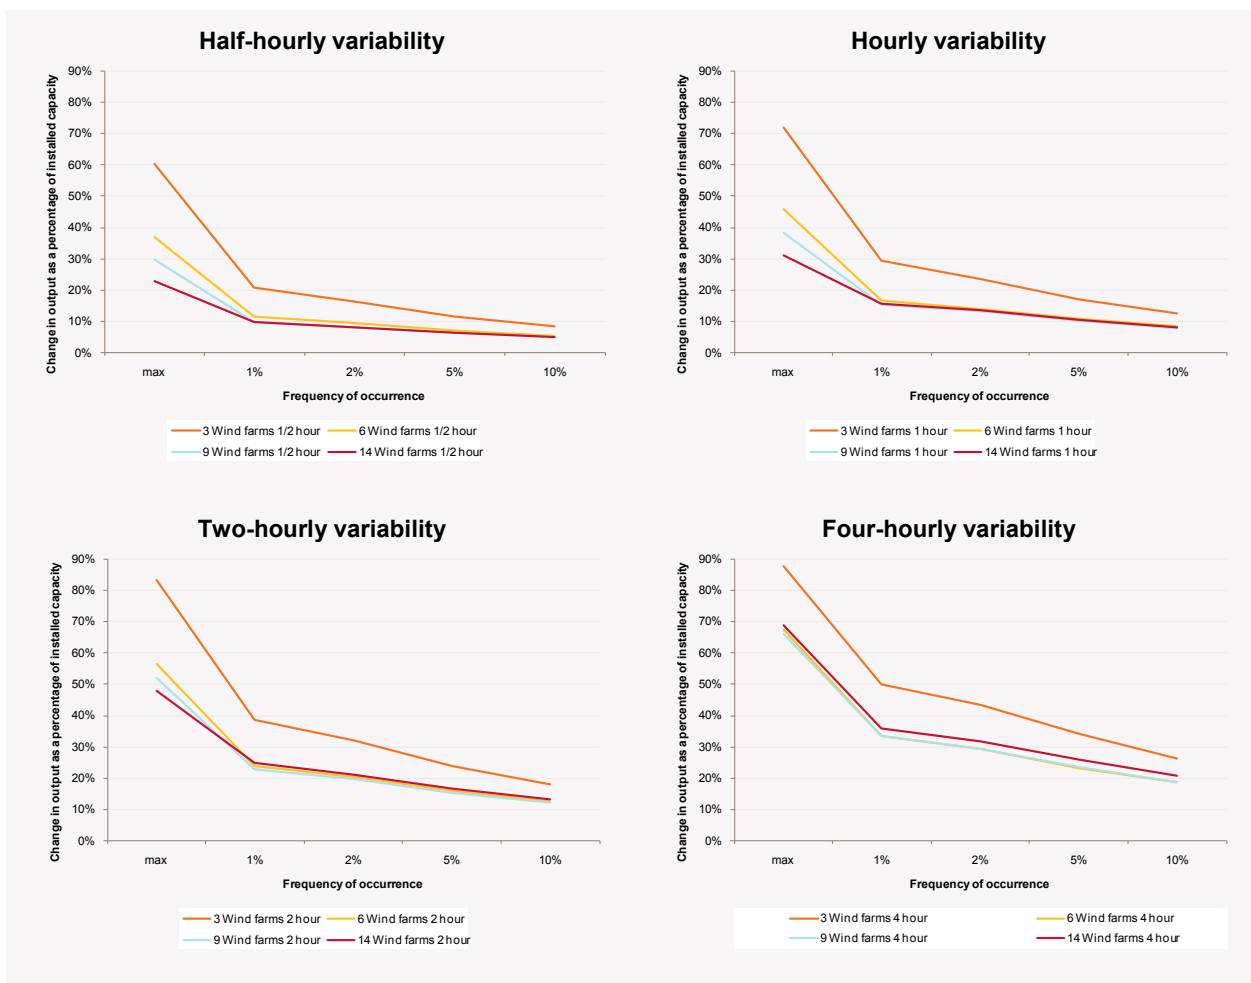 Half-hourly variability
Change in output as a percentage of installed capacity
90%
80%
70%
60%
50%
40%
30%
20%
10%
0%
max 1% 2% 5% 10%
Frequency of occurrence
3 Wind farms 1/2 hour 6 Wind farms 1/2 hour
9 Wind farms 1/2 hour 14 Wind farms 1/2 hour
Hourly variability
Change in output as a percentage of installed capacity
90%
80%
70%
60%
50%
40%
30%
20%
10%
0%
max 1% 2% 5% 10%
Frequency of occurrence
3 Wind farms 1 hour 6 Wind farms 1 hour
9 Wind farms 1 hour 14 Wind farms 1 hour
Two-hourly variability
Change in output as a percentage of installed capacity
90%
80%
70%
60%
50%
40%
30%
20%
10%
0%
max 1% 2% 5% 10%
Frequency of occurrence
3 Wind farms 2 hour 6 Wind farms 2 hour
9 Wind farms 2 hour 14 Wind farms 2 hour
Four-hourly variability
Change in output as a percentage of installed capacity
90%
80%
70%
60%
50%
40%
30%
20%
10%
0%
max 1% 2% 5% 10%
Frequency of occurrence
3 Wind farms 4 hour 6 Wind farms 4 hour
9 Wind farms 4 hour 14 Wind farms 4 hour